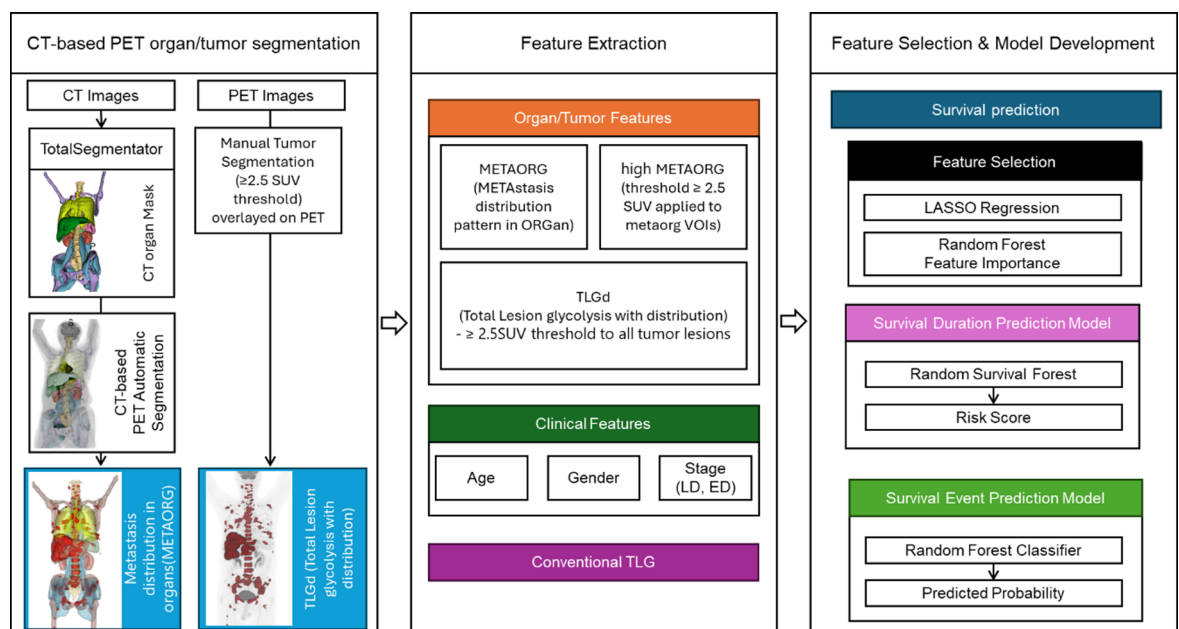 CT-based PET organ/tumor segmentation
CT Images
PET Images
TotalSegmentator
CT organ Mask
Manual Tumor
Segmentation
(≥2.5 SUV
threshold)
overlayed on PET
CT-based
PET Automatic
Segmentation
Metastasis
distribution in
organs(METAORG)
TLGd (Total Lesion
glycolysis with
distribution)
Feature Extraction
Organ/Tumor Features
METAORG
(METAstasis
distribution
pattern in ORGan)
high METAORG
(threshold ≥ 2.5
SUV applied to
metaorg VOIs)
TLGd
(Total Lesion glycolysis with distribution)
- ≥ 2.5SUV threshold to all tumor lesions
Clinical Features
Age
Gender
Stage
(LD, ED)
Conventional TLG
Feature Selection & Model Development
Survival prediction
Feature Selection
LASSO Regression
Random Forest
Feature Importance
Survival Duration Prediction Model
Random Survival Forest
Risk Score
Survival Event Prediction Model
Random Forest Classifier
Predicted Probability